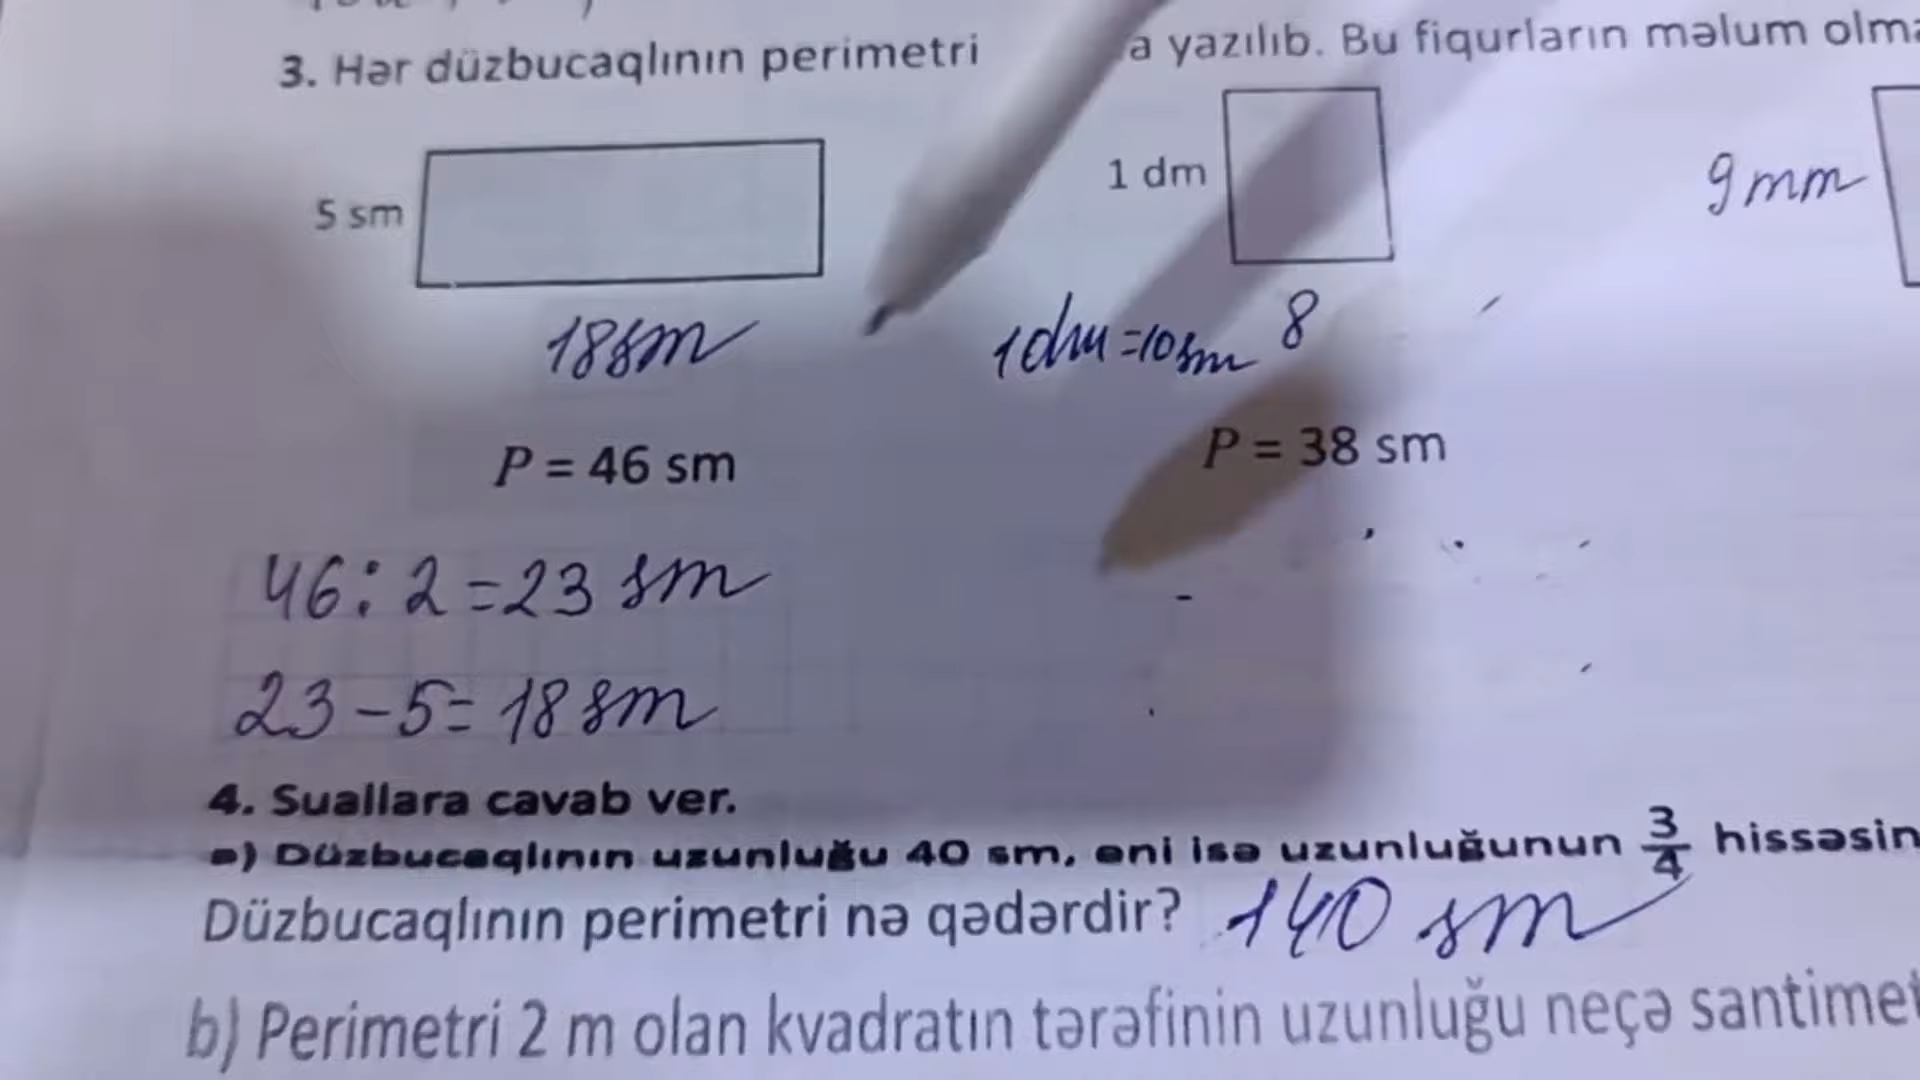 3. Hər düzbucaqlının perimetri a yazılıb. Bu fiqurların məlum olma
5 sm
1 dm
9 mm
18 sm
1 dm = 10 sm 8
P = 46 sm
P = 38 sm
46 : 2 = 23 sm
23 - 5 = 18 sm
4. Suallara cavab ver.
a) Düzbucaqlının uzunluğu 40 sm, eni isə uzunluğunun 3/4 hissəsin
Düzbucaqlının perimetri nə qədərdir? 140 sm
b) Perimetri 2 m olan kvadratın tərəfinin uzunluğu neçə santimet